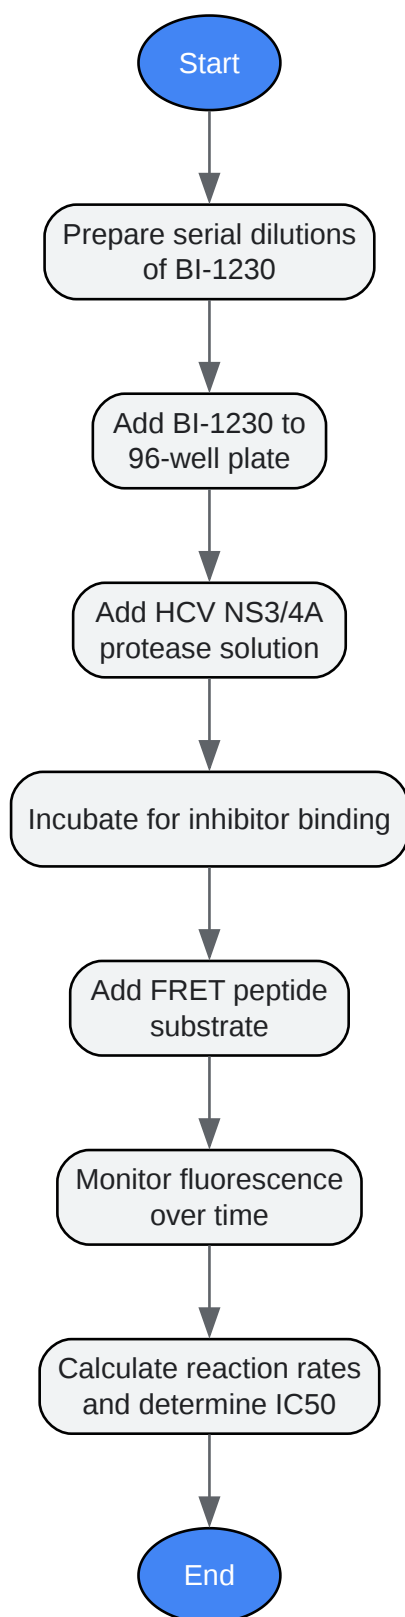 Start
Prepare serial dilutions
of BI-1230
Add BI-1230 to
96-well plate
Add HCV NS3/4A
protease solution
Incubate for inhibitor binding
Add FRET peptide
substrate
Monitor fluorescence
over time
Calculate reaction rates
and determine IC50
End